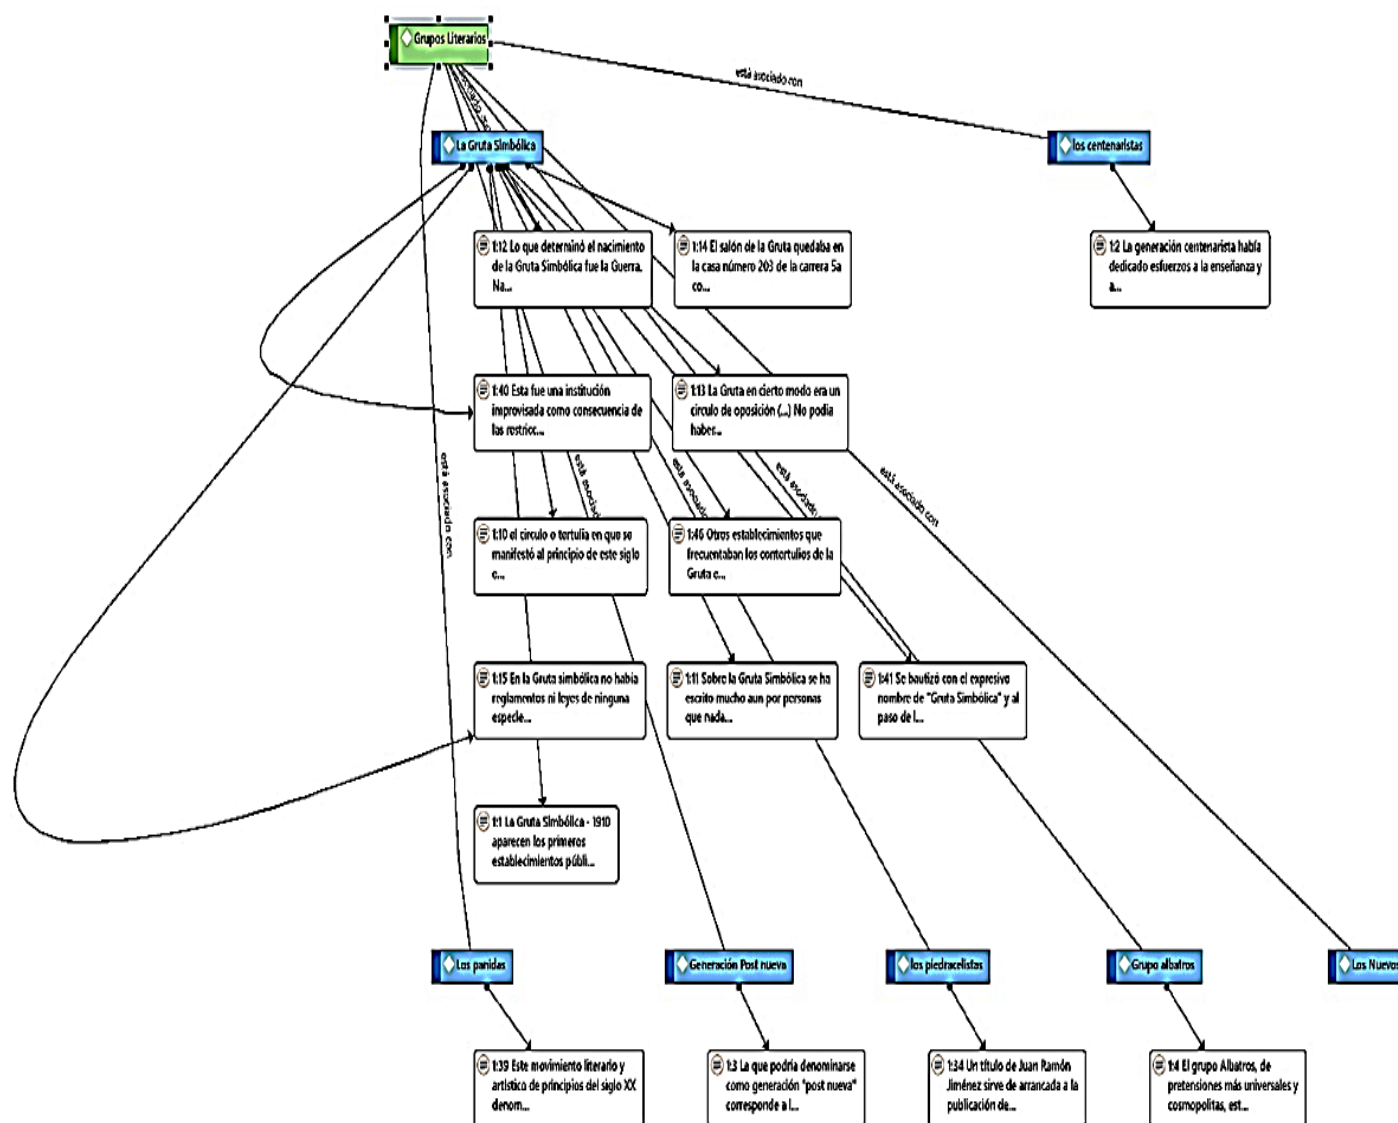 Grupos Literarios
está asociado con
La Gruta Simbólica
los centenaristas
1:12 Lo que determinó el nacimiento
de la Gruta Simbólica fue la Guerra.
Na...
1:14 El salón de la Gruta quedaba en
la casa número 203 de la carrera 5a
co...
1:2 La generación centenarista había
dedicado esfuerzos a la enseñanza y
a...
1:40 Esta fue una institución
improvisada como consecuencia de
las restricc...
1:13 La Gruta en cierto modo era un
circulo de oposición (...) No podia
haber...
está asociado con
está asociado
está asociado
está asociado
está asociado con
1:10 el circulo o tertulia en que se
manifestó al principio de este siglo
e...
1:46 Otros establecimientos que
frecuentaban los contertulios de la
Gruta e...
1:15 En la Gruta simbólica no había
reglamentos ni leyes de ninguna
especie...
1:11 Sobre la Gruta Simbólica se ha
escrito mucho aun por personas
que nada...
1:41 Se bautizó con el expresivo
nombre de "Gruta Simbólica" y al
paso de l...
1:1 La Gruta Simbólica - 1910
aparecen los primeros
establecimientos públi...
Los panidas
Generación Post nueva
los piedracelistas
Grupo albatros
Los Nuevos
1:39 Este movimiento literario y
artístico de principios del siglo XX
denom...
1:3 La que podría denominarse
como generación "post nueva"
corresponde a l...
1:34 Un título de Juan Ramón
Jiménez sirve de arrancada a la
publicación de...
1:4 El grupo Albatros, de
pretensiones más universales y
cosmopolitas, est...